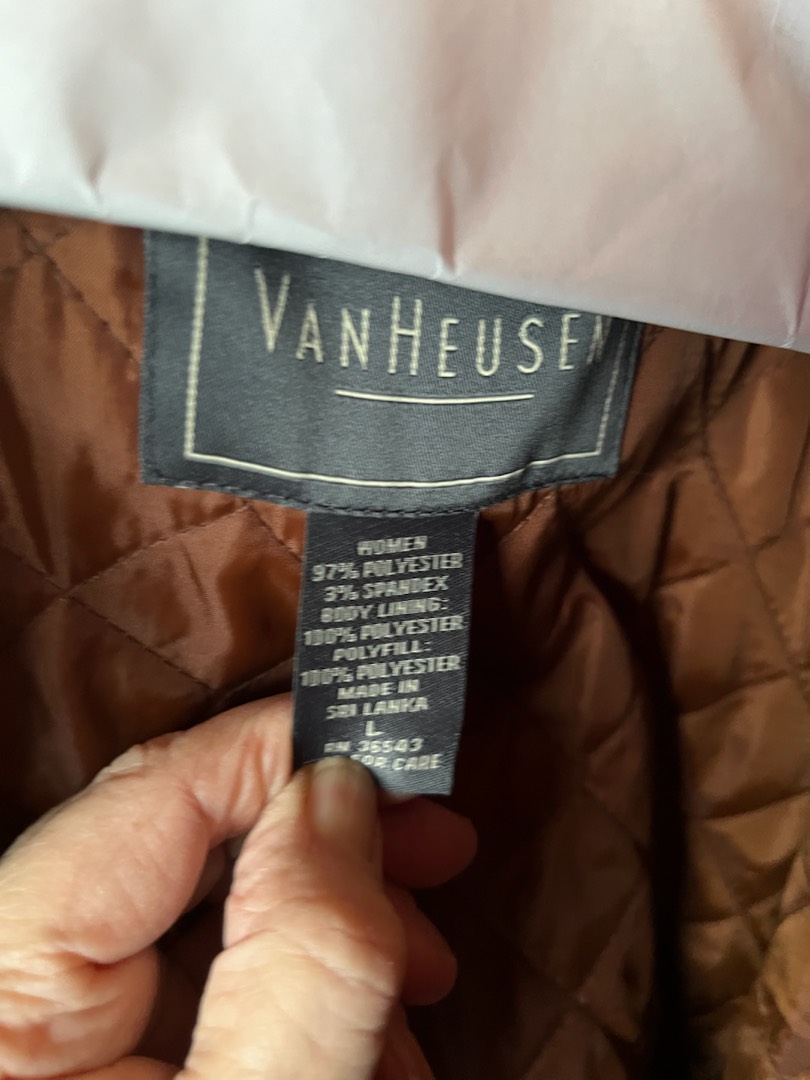 VANHEUSEN
WOMEN
97% POLYESTER
3% SPANDEX
BODY LINING:
100% POLYESTER
POLYFILL:
100% POLYESTER
MADE IN
SRI LANKA
L
RN 36543
FOR CARE